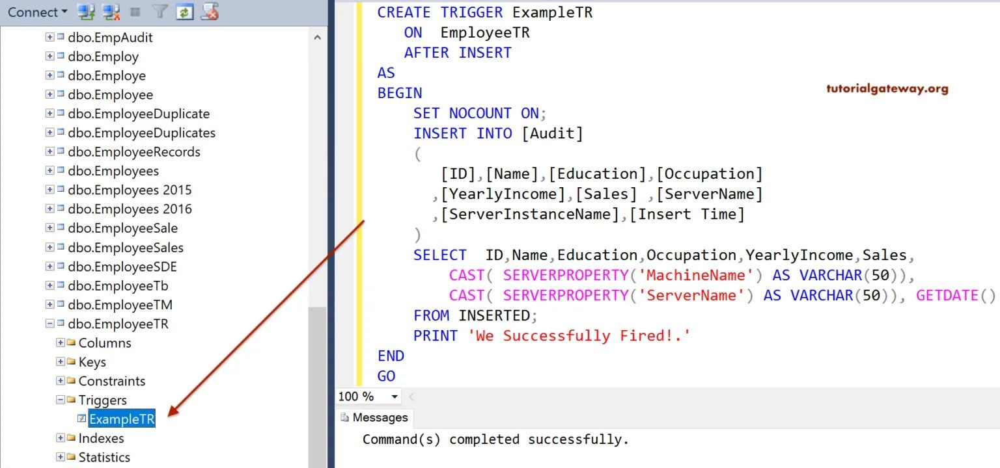 Connect
dbo.EmpAudit
dbo.Employ
dbo.Employe
dbo.Employee
dbo.EmployeeDuplicate
dbo.EmployeeDuplicates
dbo.EmployeeRecords
dbo.Employees
dbo.Employees 2015
dbo.Employees 2016
dbo.EmployeeSale
dbo.EmployeeSales
dbo.EmployeeSDE
dbo.EmployeeTb
dbo.EmployeeTM
dbo.EmployeeTR
Columns
Keys
Constraints
Triggers
ExampleTR
Indexes
Statistics
CREATE TRIGGER ExampleTR
ON EmployeeTR
AFTER INSERT
AS
BEGIN
tutorialgateway.org
SET NOCOUNT ON;
INSERT INTO [Audit]
(
[ID],[Name],[Education],[Occupation]
,[YearlyIncome],[Sales] ,[ServerName]
,[ServerInstanceName],[Insert Time]
)
SELECT ID,Name,Education,Occupation,YearlyIncome,Sales,
CAST( SERVERPROPERTY('MachineName') AS VARCHAR(50)),
CAST( SERVERPROPERTY('ServerName') AS VARCHAR(50)), GETDATE()
FROM INSERTED;
PRINT 'We Successfully Fired!.'
END
GO
100 %
Messages
Command(s) completed successfully.